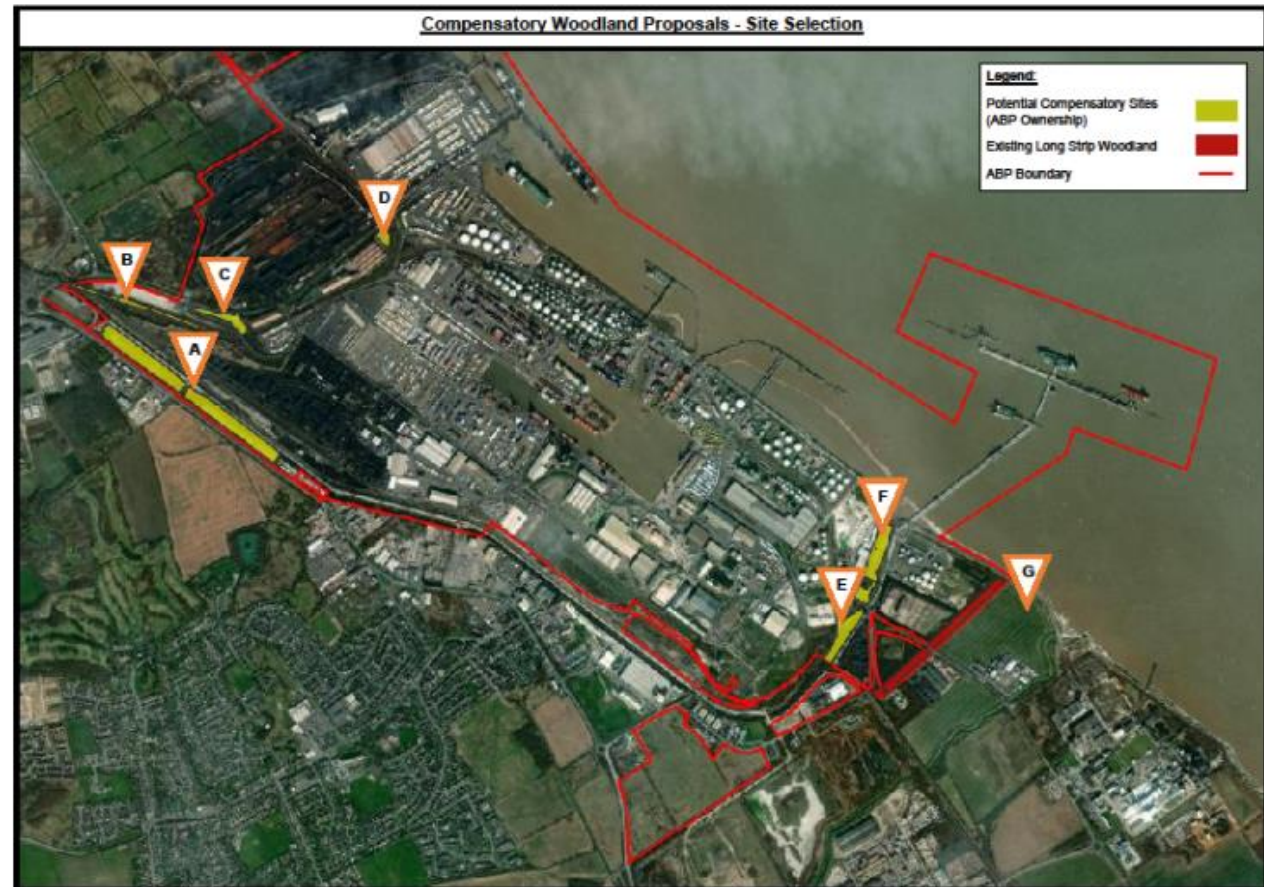 Compensatory Woodland Proposals - Site Selection
Legend:
Potential Compensatory Sites
(ABP Ownership)
Existing Long Strip Woodland
ABP Boundary
D
B
C
A
F
E
G